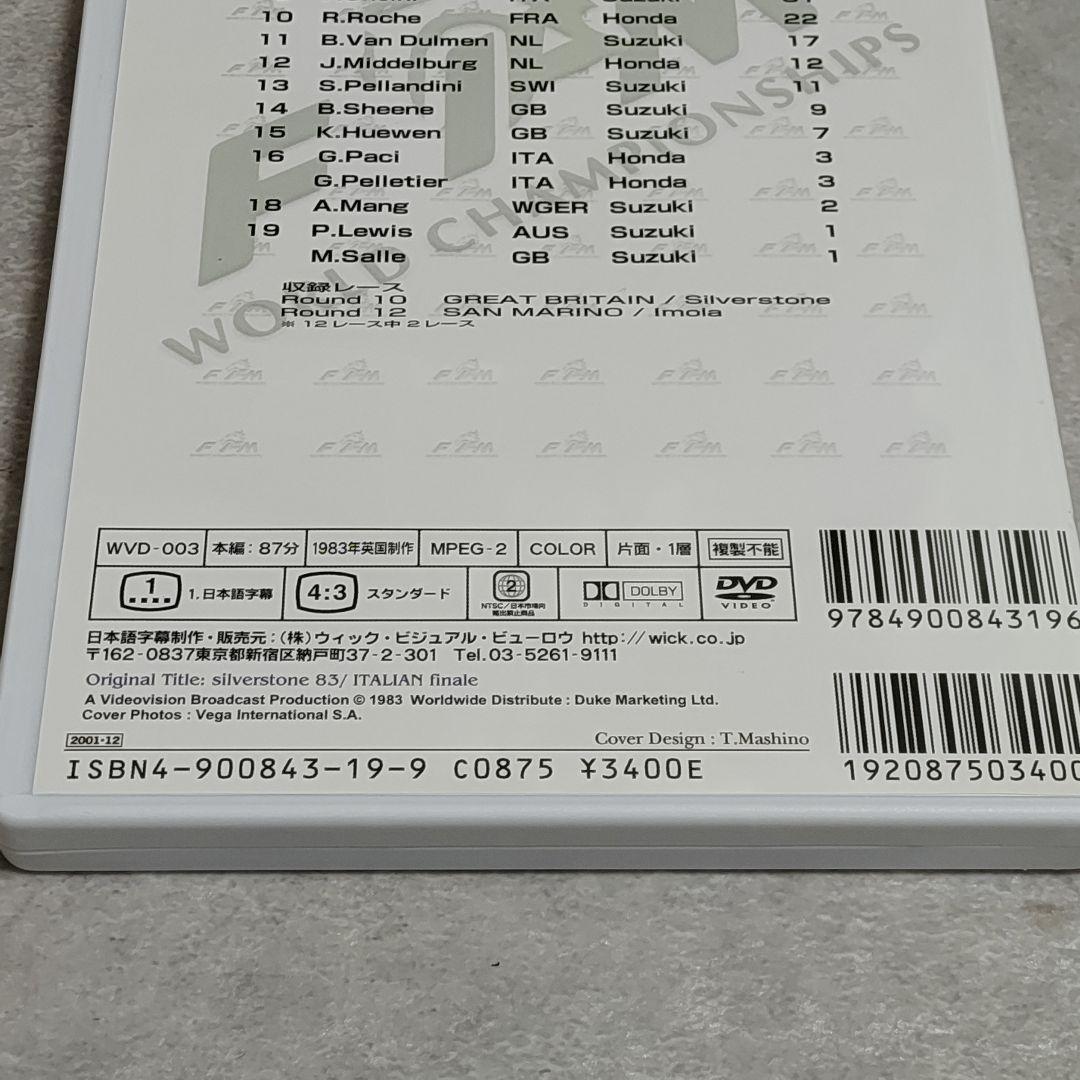 10 R.Roche FRA Honda 22
11 B.Van Dulmen NL Suzuki 17
12 J.Middelburg NL Honda 12
13 S.Pellandini SWI Suzuki 11
14 B.Sheene GB Suzuki 9
15 K.Huewen GB Suzuki 7
16 G.Paci ITA Honda 3
G.Pelletier ITA Honda 3
18 A.Mang WGER Suzuki 2
19 P.Lewis AUS Suzuki 1
M.Salle GB Suzuki 1
WORLD CHAMPIONSHIPS
収録レース
Round 10 GREAT BRITAIN / Silverstone
Round 12 SAN MARINO / Imola
※ 12レース中 2レース
WVD-003 本編：87分 1983年英国制作 MPEG-2 COLOR 片面・1層 複製不能
1 1.日本語字幕 4:3 スタンダード 2 NTSC／日本市場向 輸出禁止商品 DOLBY DIGITAL DVD VIDEO
日本語字幕制作・販売元：(株)ウィック・ビジュアル・ビューロウ http://wick.co.jp
〒162-0837東京都新宿区納戸町37-2-301 Tel.03-5261-9111
Original Title: silverstone 83/ ITALIAN finale
A Videovision Broadcast Production © 1983 Worldwide Distribute : Duke Marketing Ltd.
Cover Photos : Vega International S.A.
2001・12 Cover Design : T.Mashino
ISBN4-900843-19-9 C0875 ¥3400E
9784900843196
192087503400